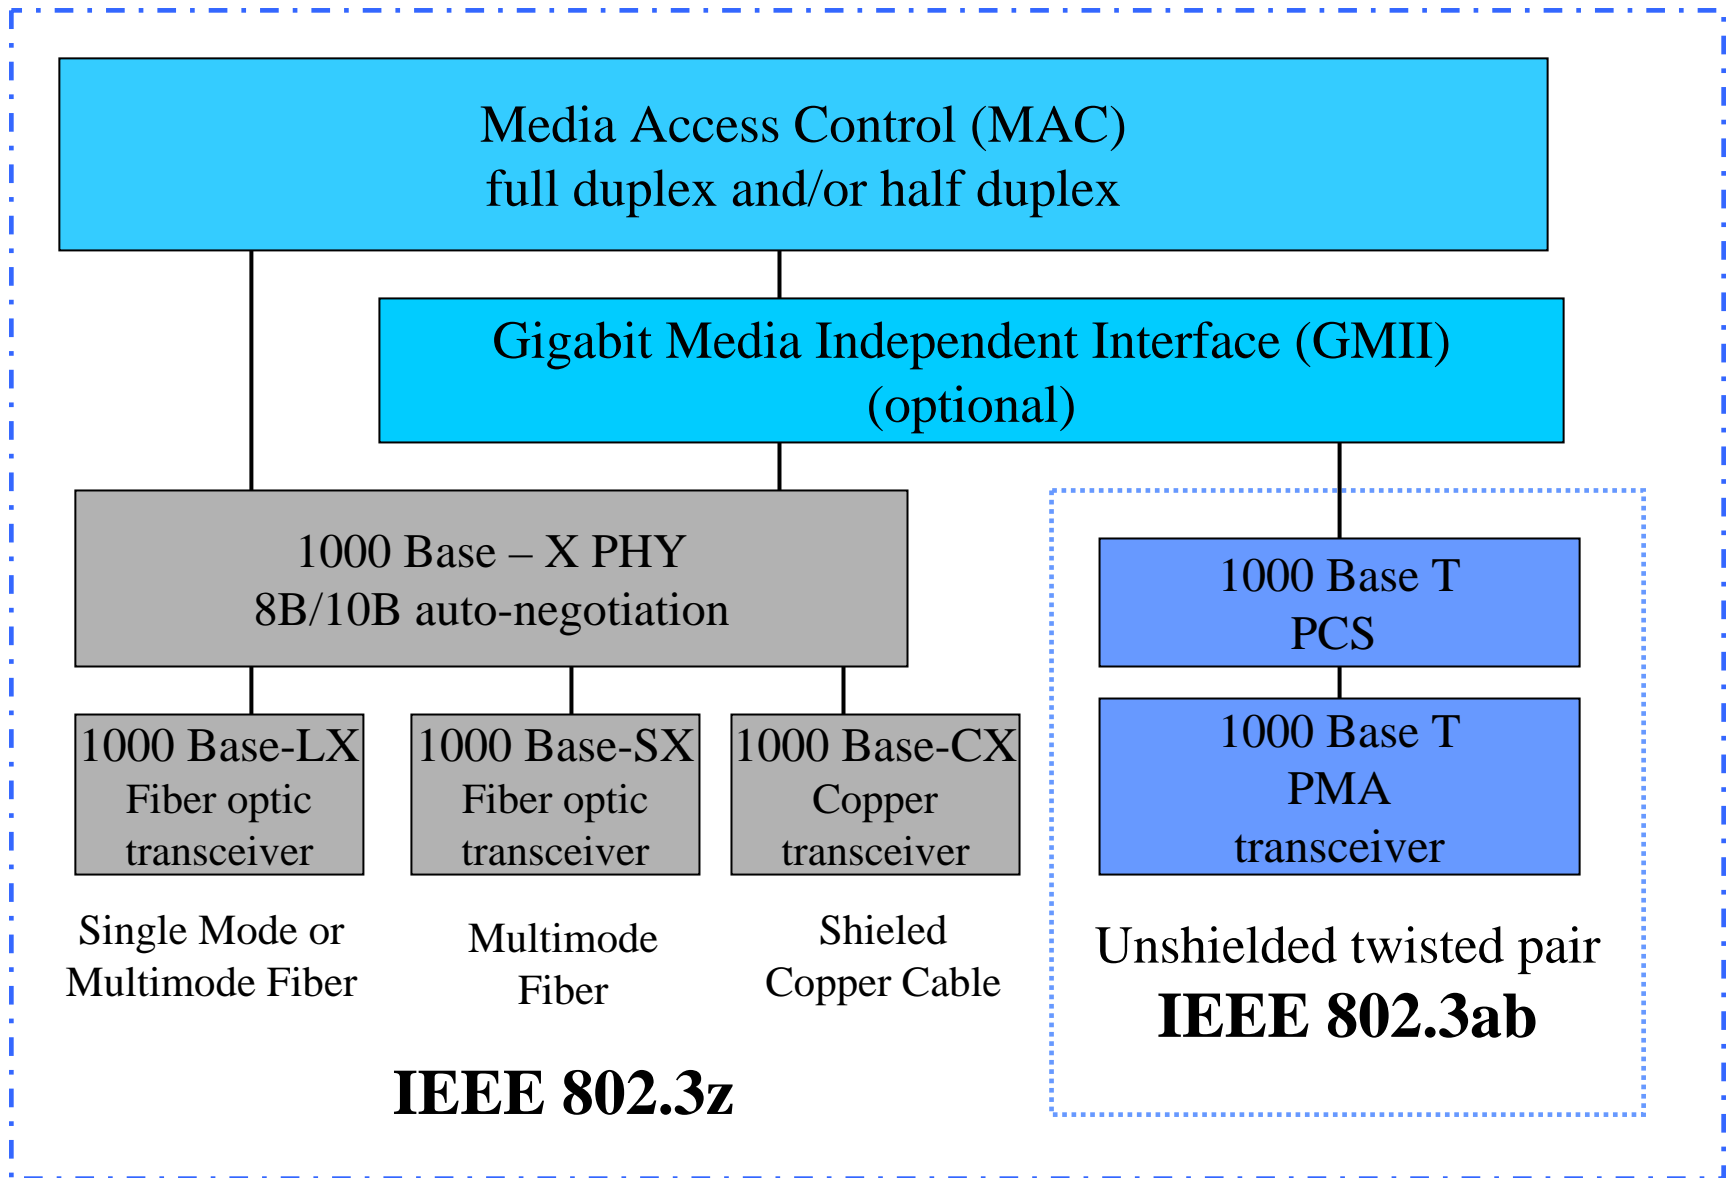 Media Access Control (MAC)
full duplex and/or half duplex
Gigabit Media Independent Interface (GMII)
(optional)
1000 Base – X PHY
8B/10B auto-negotiation
1000 Base T
PCS
1000 Base T
PMA
transceiver
1000 Base-LX
Fiber optic
transceiver
1000 Base-SX
Fiber optic
transceiver
1000 Base-CX
Copper
transceiver
Single Mode or
Multimode Fiber
Multimode
Fiber
Shieled
Copper Cable
Unshielded twisted pair
IEEE 802.3ab
IEEE 802.3z